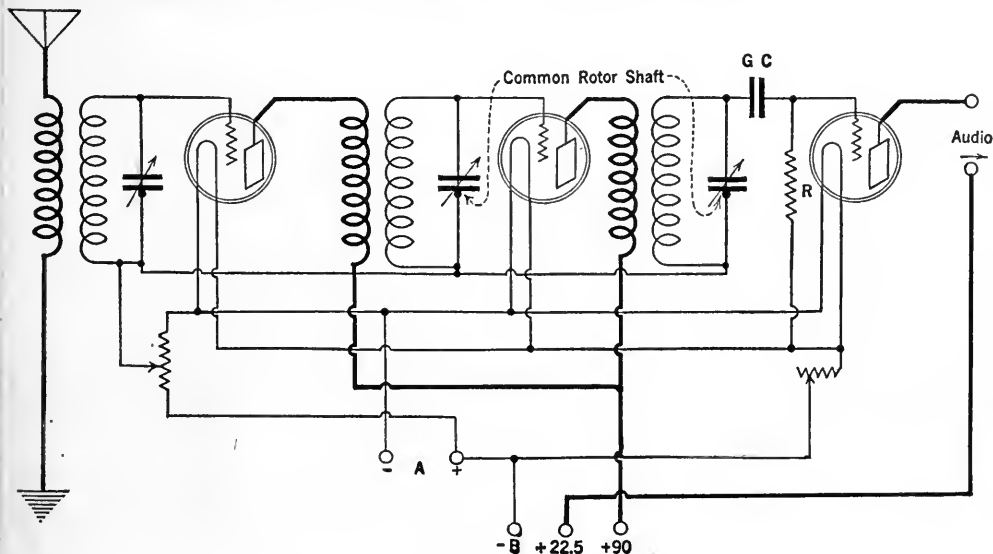 G C
Common Rotor Shaft
Audio
R
- A +
-B +22.5 +90